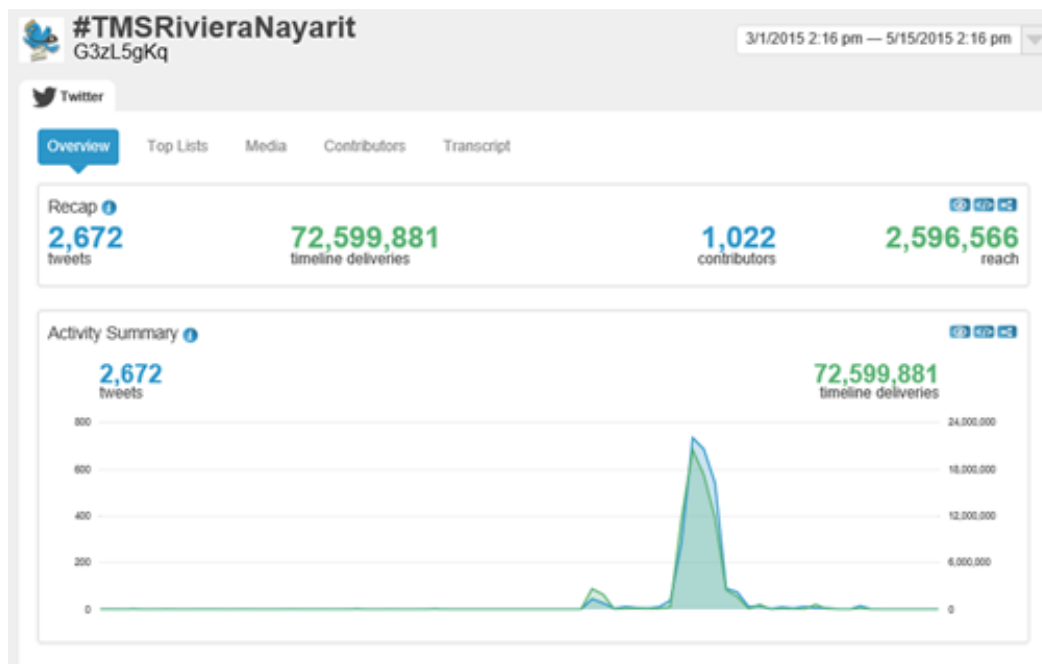 #TMSRivieraNayarit
G3zL5gKq
3/1/2015 2:16 pm — 5/15/2015 2:16 pm
Twitter
Overview Top Lists Media Contributors Transcript
Recap
2,672 72,599,881 1,022 2,596,566
tweets timeline deliveries contributors reach
Activity Summary
2,672 72,599,881
tweets timeline deliveries
800 24,000,000
600 18,000,000
400 12,000,000
200 6,000,000
0 0